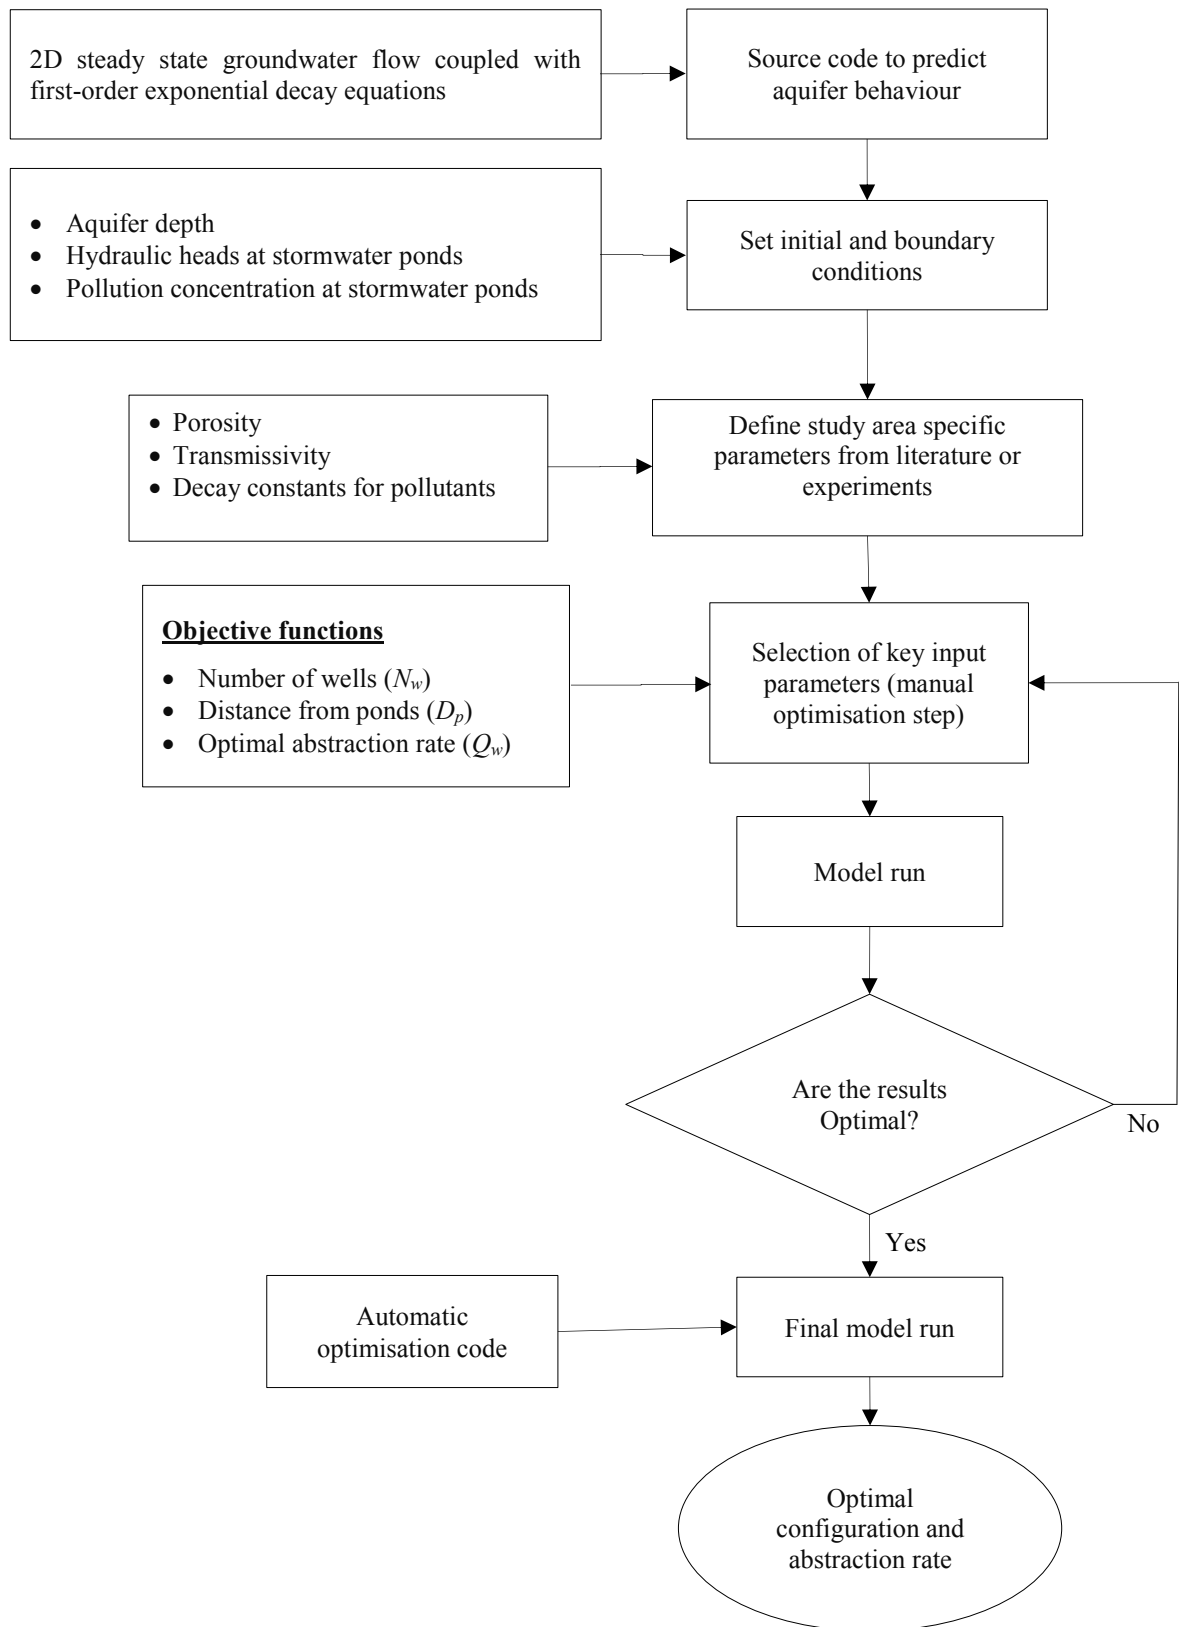 2D steady state groundwater flow coupled with
first-order exponential decay equations
Source code to predict
aquifer behaviour
• Aquifer depth
• Hydraulic heads at stormwater ponds
• Pollution concentration at stormwater ponds
Set initial and boundary
conditions
• Porosity
• Transmissivity
• Decay constants for pollutants
Define study area specific
parameters from literature or
experiments
Objective functions
• Number of wells (Nw)
• Distance from ponds (Dp)
• Optimal abstraction rate (Qw)
Selection of key input
parameters (manual
optimisation step)
Model run
Are the results
Optimal?
No
Yes
Automatic
optimisation code
Final model run
Optimal
configuration and
abstraction rate